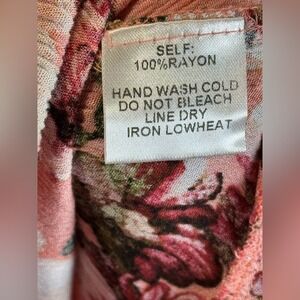 SELF:
100%RAYON
HAND WASH COLD
DO NOT BLEACH
LINE DRY
IRON LOWHEAT